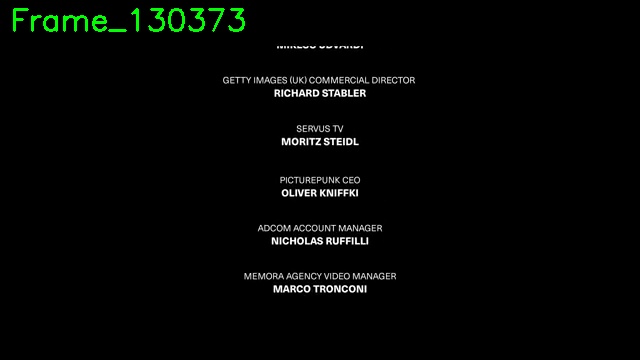 Frame_130373
GETTY IMAGES (UK) COMMERCIAL DIRECTOR
RICHARD STABLER
SERVUS TV
MORITZ STEIDL
PICTUREPUNK CEO
OLIVER KNIFFKI
ADCOM ACCOUNT MANAGER
NICHOLAS RUFFILLI
MEMORA AGENCY VIDEO MANAGER
MARCO TRONCONI